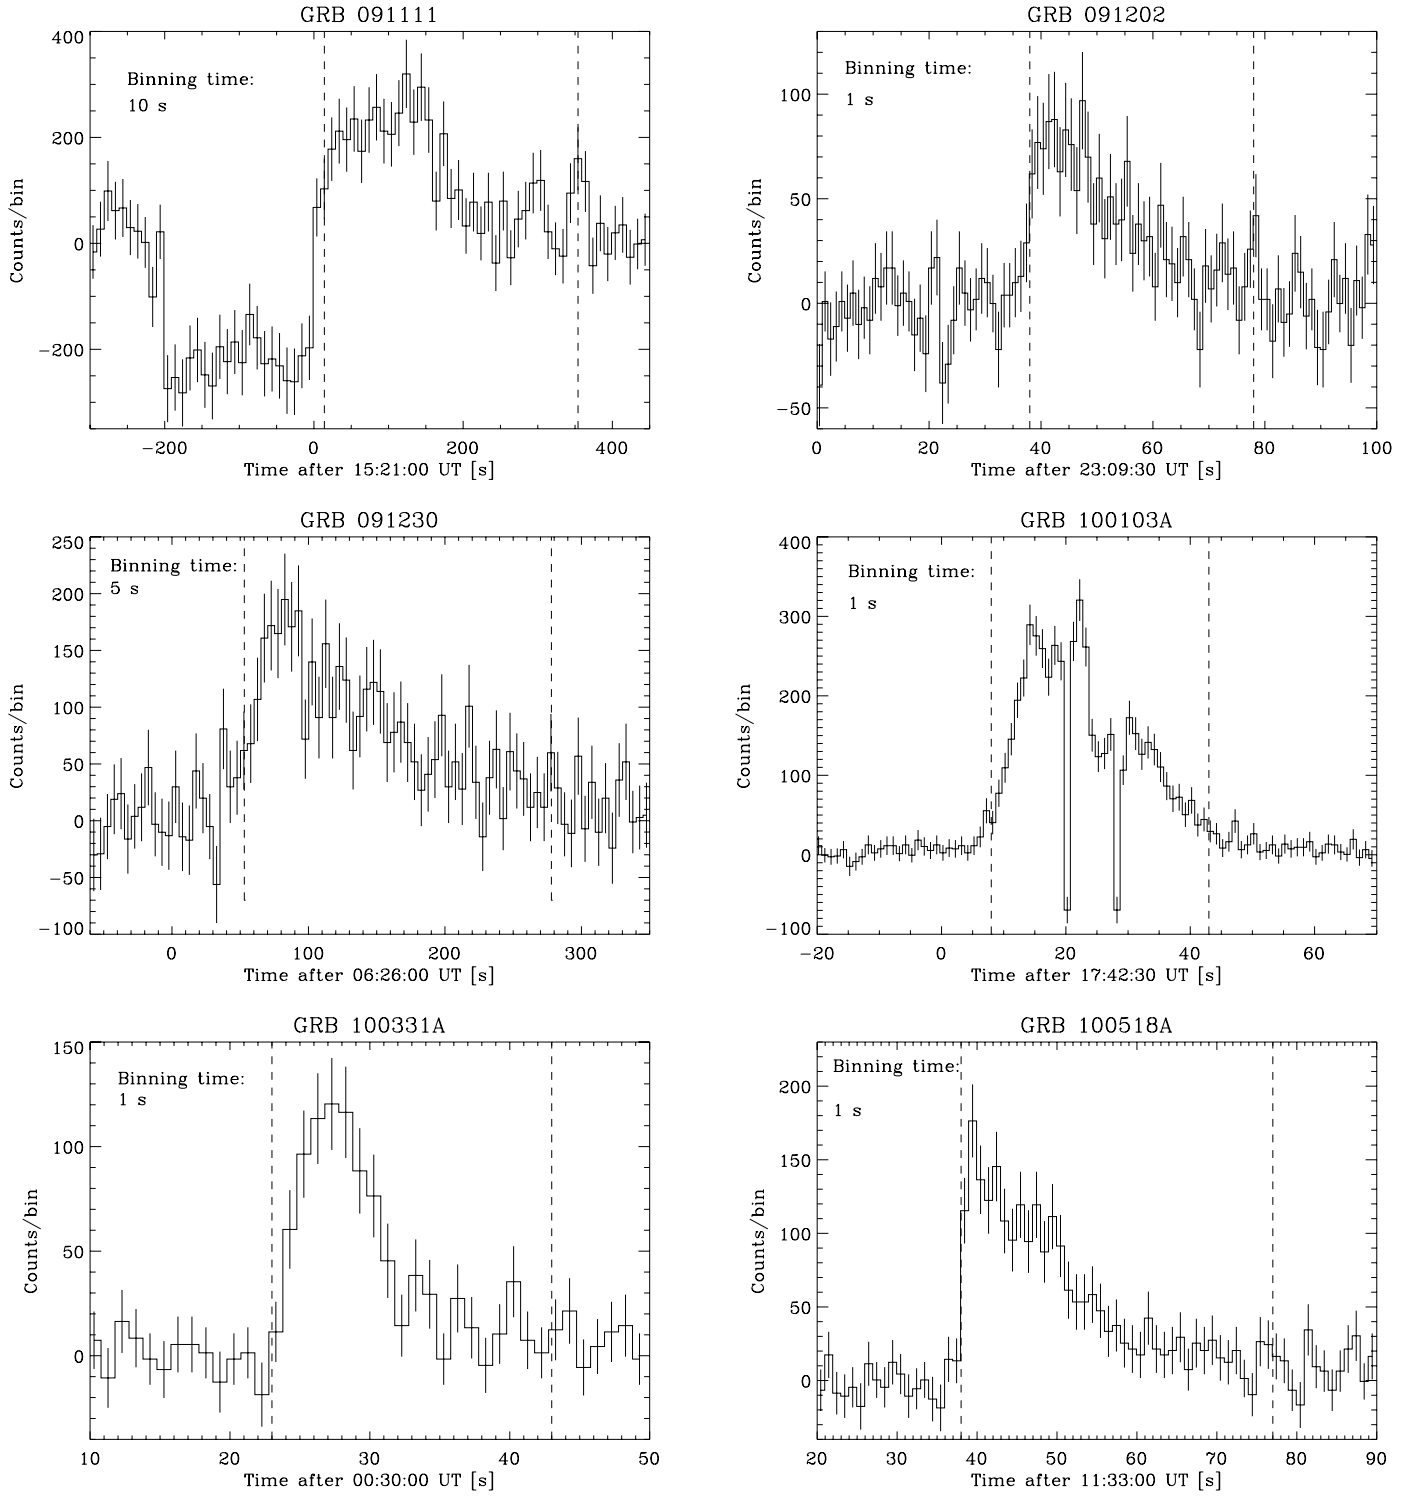 GRB 091111
400
200
0
−200
Binning time:
10 s
Counts/bin
−200 0 200 400
Time after 15:21:00 UT [s]
GRB 091202
100
50
0
−50
Binning time:
1 s
Counts/bin
0 20 40 60 80 100
Time after 23:09:30 UT [s]
GRB 091230
250
200
150
100
50
0
−50
−100
Binning time:
5 s
Counts/bin
0 100 200 300
Time after 06:26:00 UT [s]
GRB 100103A
400
300
200
100
0
−100
Binning time:
1 s
Counts/bin
−20 0 20 40 60
Time after 17:42:30 UT [s]
GRB 100331A
150
100
50
0
Binning time:
1 s
Counts/bin
10 20 30 40 50
Time after 00:30:00 UT [s]
GRB 100518A
200
150
100
50
0
Binning time:
1 s
Counts/bin
20 30 40 50 60 70 80 90
Time after 11:33:00 UT [s]